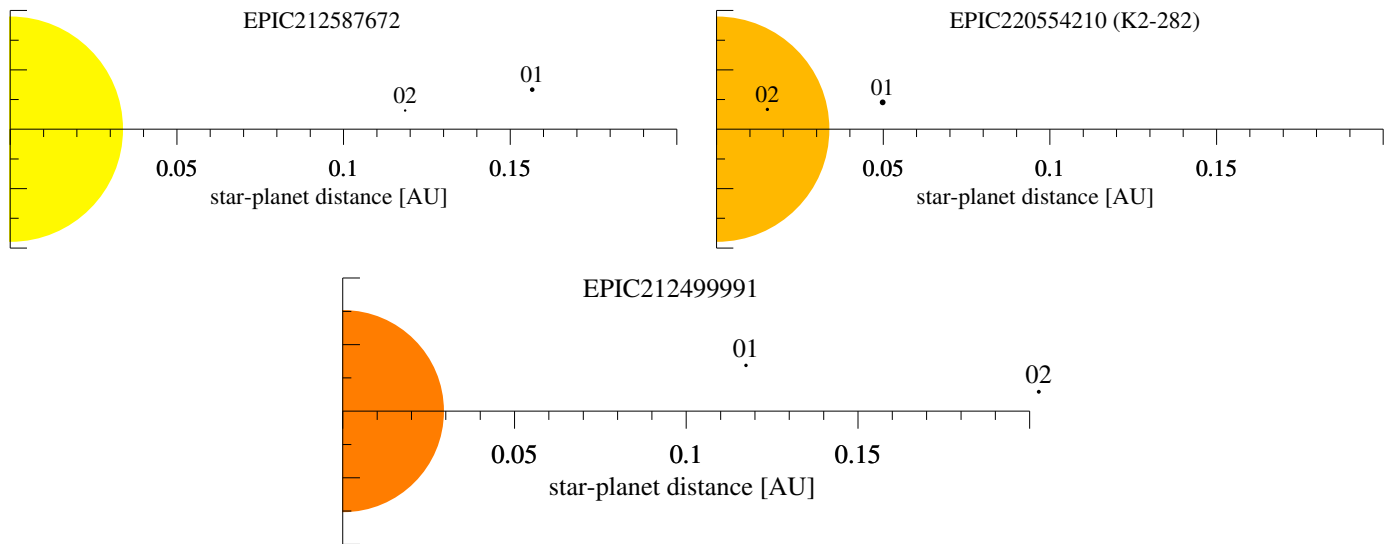 EPIC212587672
01
02
0.05 0.1 0.15
star-planet distance [AU]
EPIC220554210 (K2-282)
02 01
0.05 0.1 0.15
star-planet distance [AU]
EPIC212499991
01
02
0.05 0.1 0.15
star-planet distance [AU]